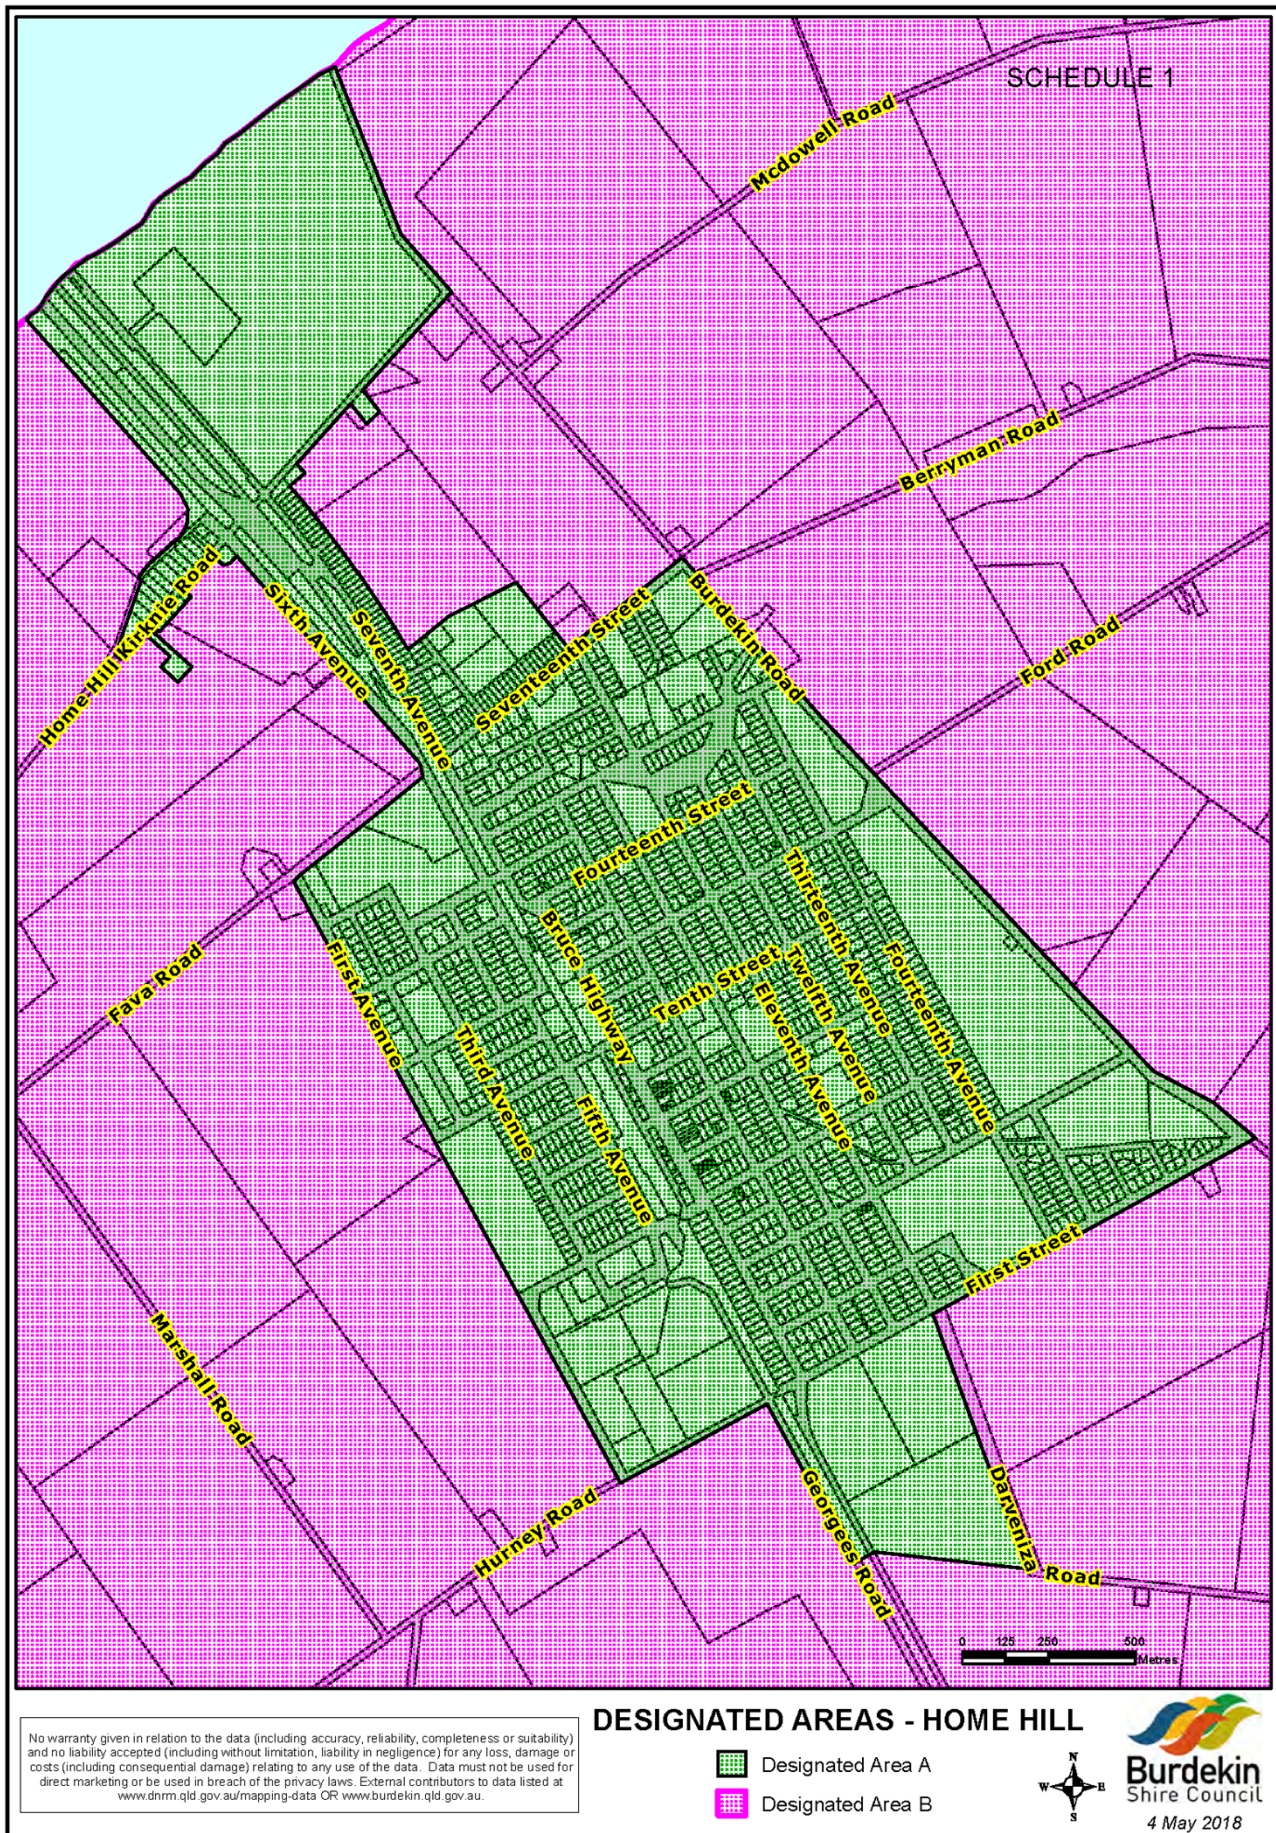 SCHEDULE 1
Mcdowell Road
Berryman Road
Burdekin Road
Ford Road
Seventeenth Street
Home Hill Kirkilie Road
Sixth Avenue
Seventh Avenue
Fourteenth Street
Thirteenth Avenue
Fourteenth Avenue
Bruce Highway
Tenth Street
Twelfth Avenue
Eleventh Avenue
First Avenue
Fava Road
Third Avenue
Fifth Avenue
First Street
Marshall Road
Hurney Road
Georgees Road
Darveniza Road
0 125 250 500
Metres
DESIGNATED AREAS - HOME HILL
No warranty given in relation to the data (including accuracy, reliability, completeness or suitability)
and no liability accepted (including without limitation, liability in negligence) for any loss, damage or
costs (including consequential damage) relating to any use of the data. Data must not be used for
direct marketing or be used in breach of the privacy laws. External contributors to data listed at
www.dnrm.qld.gov.au/mapping-data OR www.burdekin.qld.gov.au.
Designated Area A
Designated Area B
N
W E
S
Burdekin
Shire Council
4 May 2018